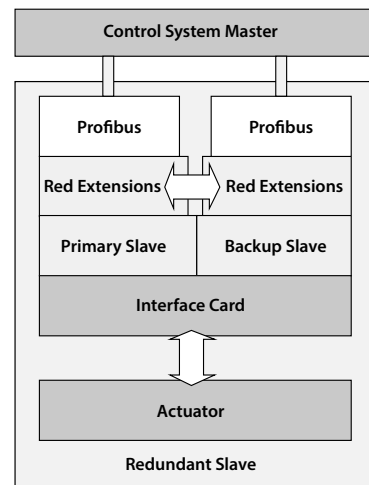 Control System Master
Profibus Profibus
Red Extensions Red Extensions
Primary Slave Backup Slave
Interface Card
Actuator
Redundant Slave